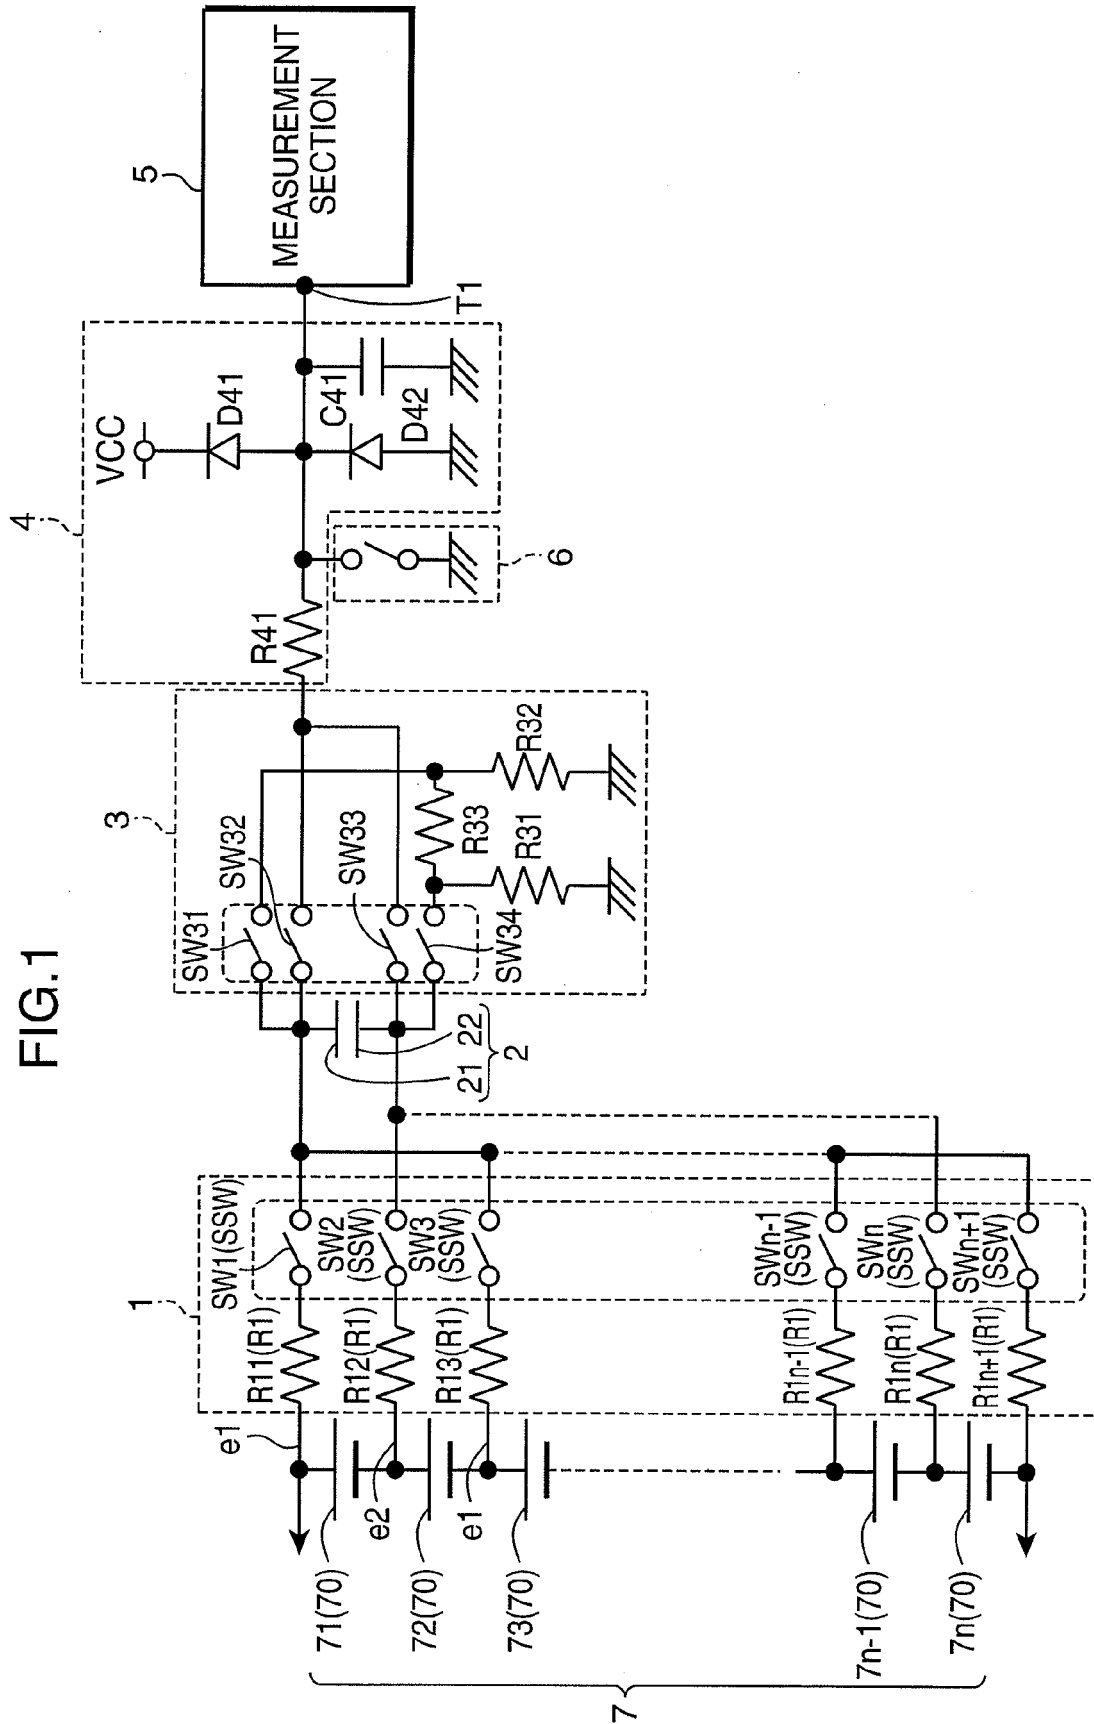 FIG.1
VCC
4
D41
R41
C41
D42
6
T1
5
MEASUREMENT
SECTION
3
SW31
SW32
SW33
SW34
R33
R31
R32
21
22
2
1
SW1(SSW)
SW2
(SSW)
SW3
(SSW)
SWn-1
(SSW)
SWn
(SSW)
SWn+1
(SSW)
R11(R1)
R12(R1)
R13(R1)
R1n-1(R1)
R1n(R1)
R1n+1(R1)
e1
e2
e1
71(70)
72(70)
73(70)
7n-1(70)
7n(70)
7